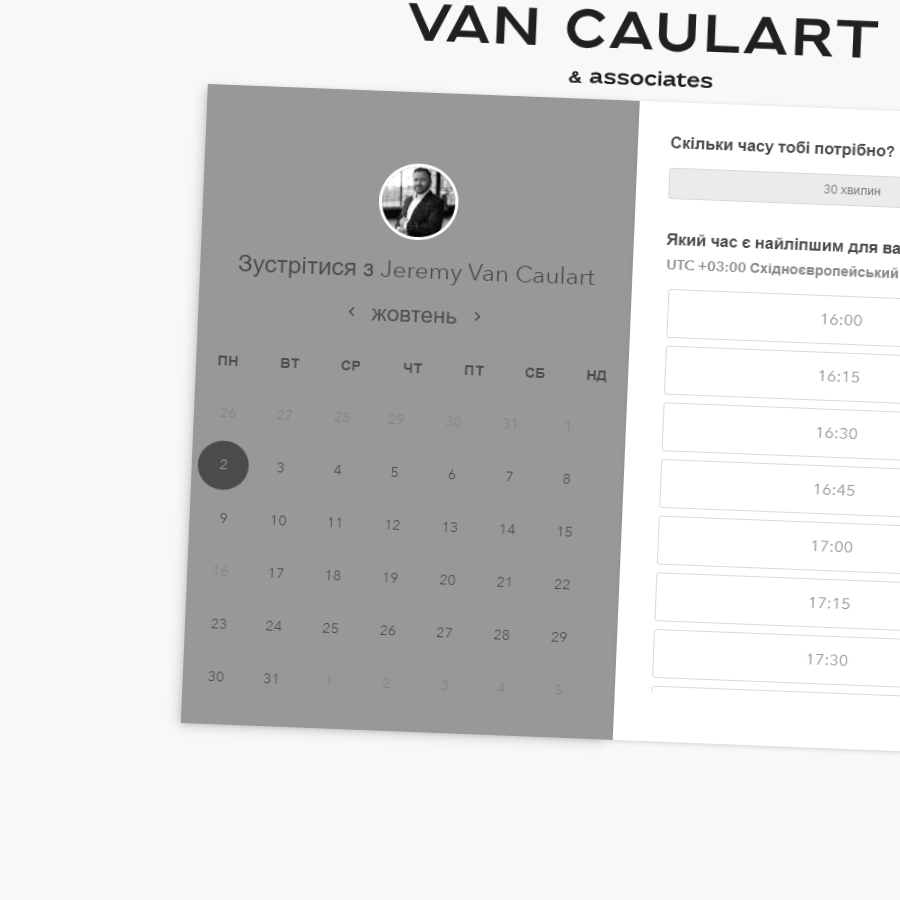 VAN CAULART
& associates
Зустрітися з Jeremy Van Caulart
‹ жовтень ›
ПН ВТ СР ЧТ ПТ СБ НД
26 27 28 29 30 31 1
2 3 4 5 6 7 8
9 10 11 12 13 14 15
16 17 18 19 20 21 22
23 24 25 26 27 28 29
30 31 1 2 3 4 5
Скільки часу тобі потрібно?
30 хвилин
Який час є найліпшим для ва
UTC +03:00 Східноєвропейський
16:00
16:15
16:30
16:45
17:00
17:15
17:30